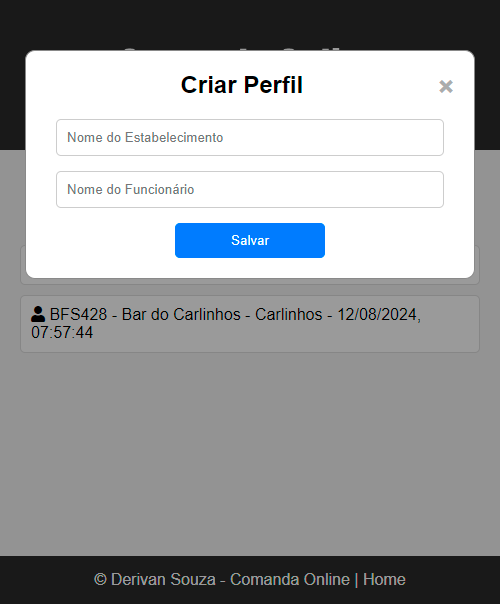 Criar Perfil
×
Nome do Estabelecimento
Nome do Funcionário
Salvar
BFS428 - Bar do Carlinhos - Carlinhos - 12/08/2024,
07:57:44
© Derivan Souza - Comanda Online | Home